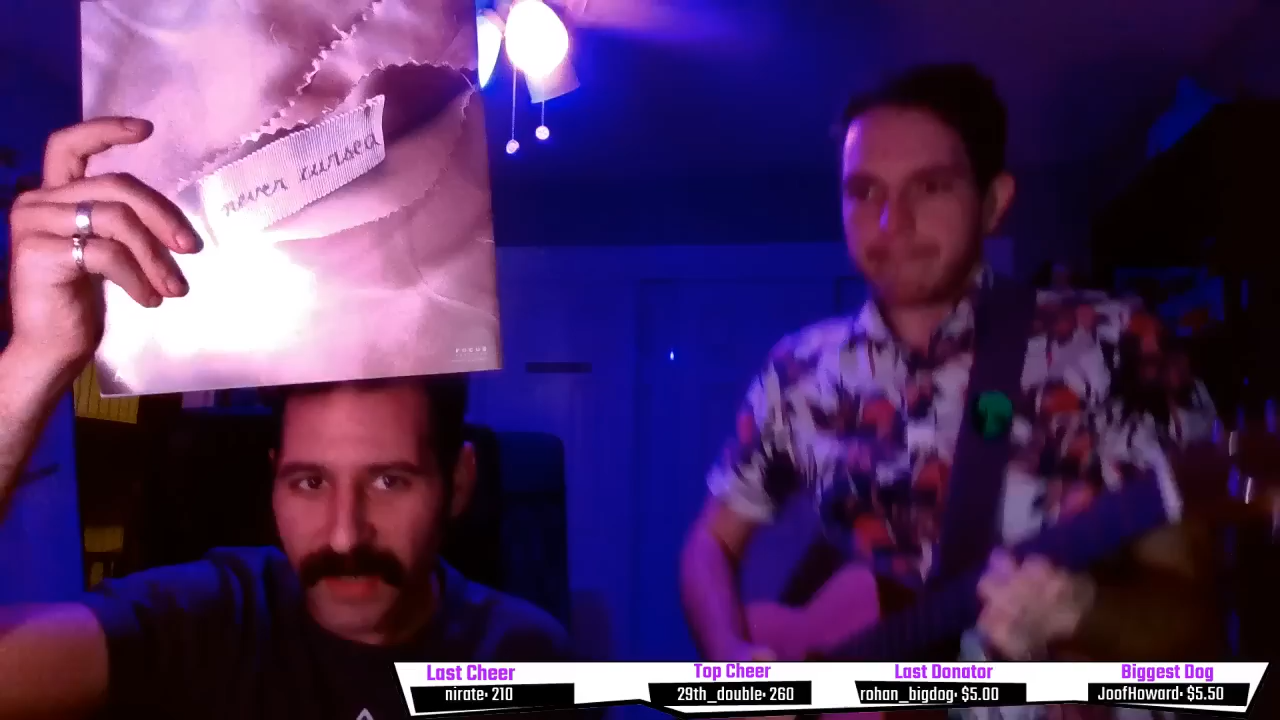 never cursed
FOCUS
Last Cheer
Top Cheer
Last Donator
Biggest Dog
nirate• 210
29th_double• 260
rohan_bigdog• $5.00
JoofHoward• $5.50